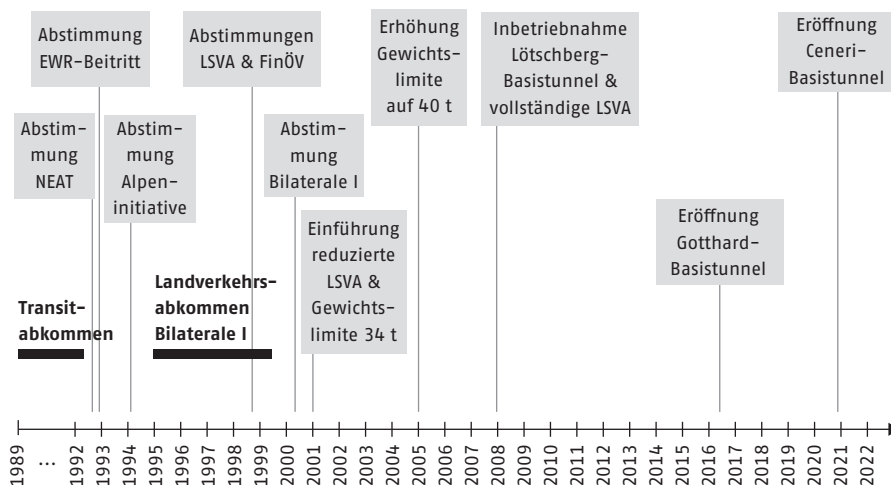 Abstimmung
EWR-Beitritt
Abstimmungen
LSVA & FinÖV
Erhöhung
Gewichts-
limite
auf 40 t
Inbetriebnahme
Lötschberg-
Basistunnel &
vollständige LSVA
Eröffnung
Ceneri-
Basistunnel
Abstim-
mung
NEAT
Abstim-
mung
Alpen-
initiative
Abstim-
mung
Bilaterale I
Einführung
reduzierte
LSVA &
Gewichts-
limite 34 t
Eröffnung
Gotthard-
Basistunnel
Transit-
abkommen
Landverkehrs-
abkommen
Bilaterale I
1989
...
1992
1993
1994
1995
1996
1997
1998
1999
2000
2001
2002
2003
2004
2005
2006
2007
2008
2009
2010
2011
2012
2013
2014
2015
2016
2017
2018
2019
2020
2021
2022